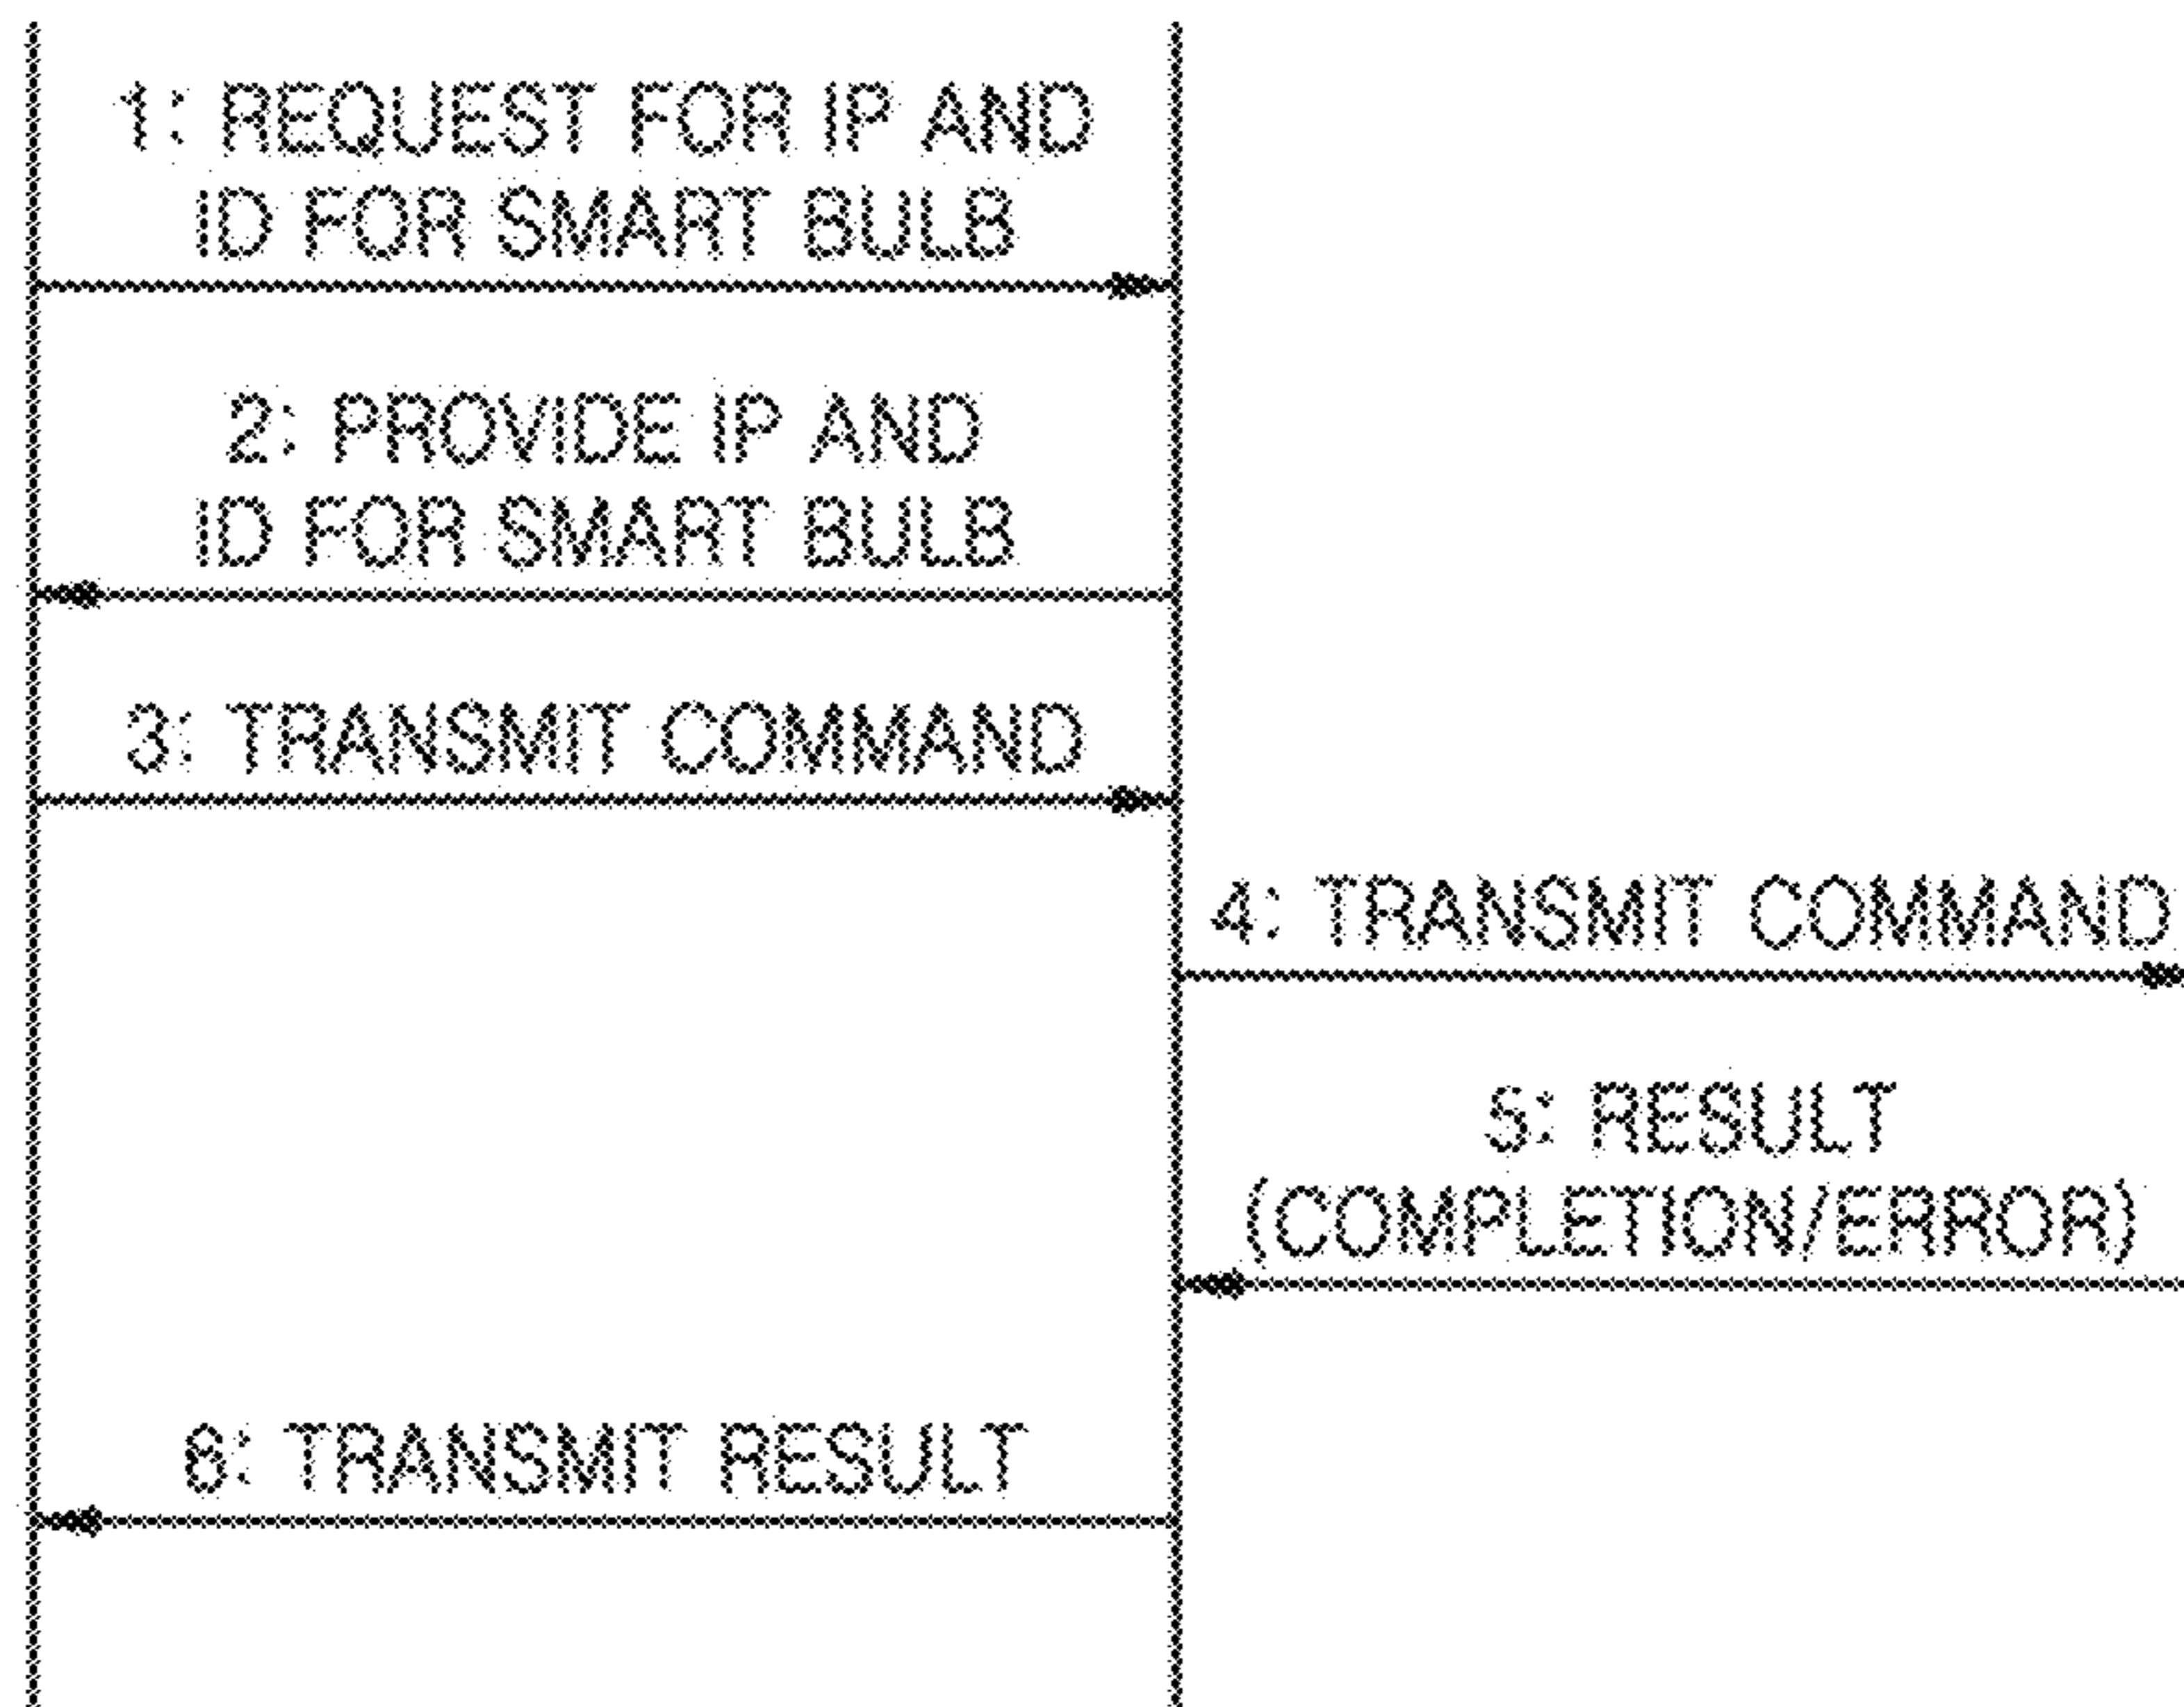 1: REQUEST FOR IP AND
ID FOR SMART BULB
2: PROVIDE IP AND
ID FOR SMART BULB
3: TRANSMIT COMMAND
4: TRANSMIT COMMAND
5: RESULT
(COMPLETION/ERROR)
6: TRANSMIT RESULT